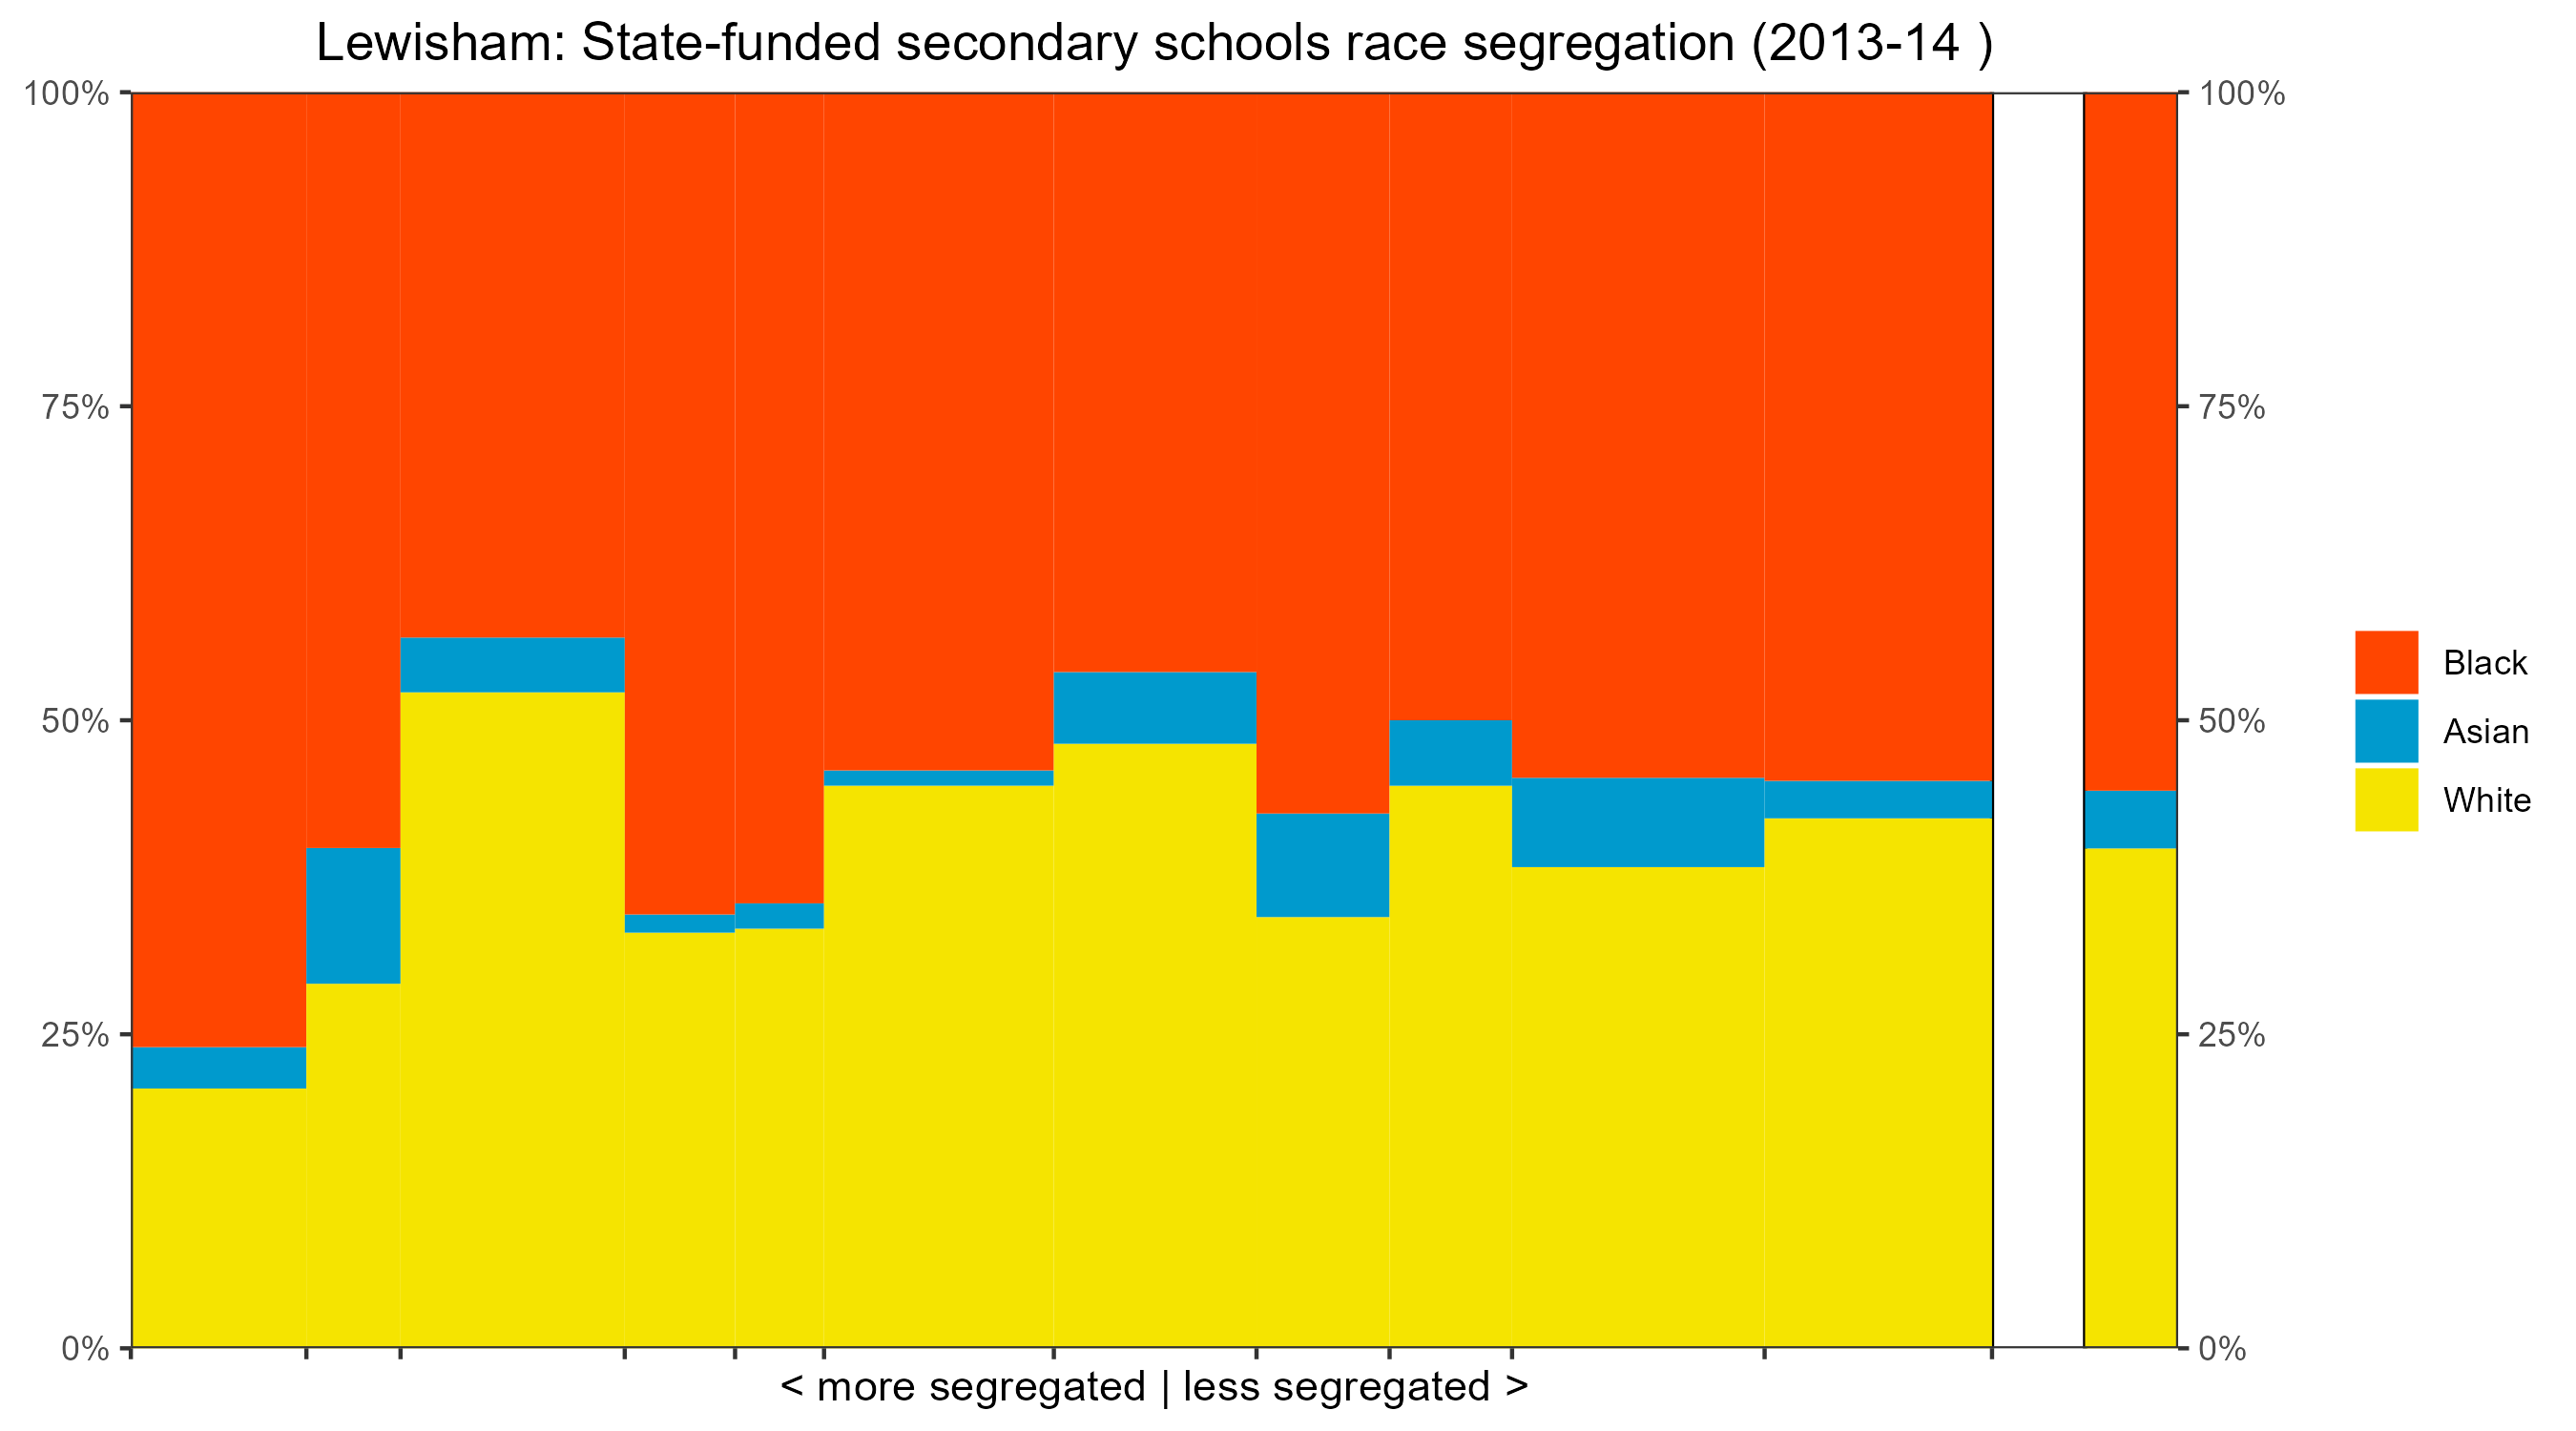 Lewisham: State-funded secondary schools race segregation (2013-14 )
100%
75%
50%
25%
0%
100%
75%
50%
25%
0%
Black
Asian
White
< more segregated | less segregated >